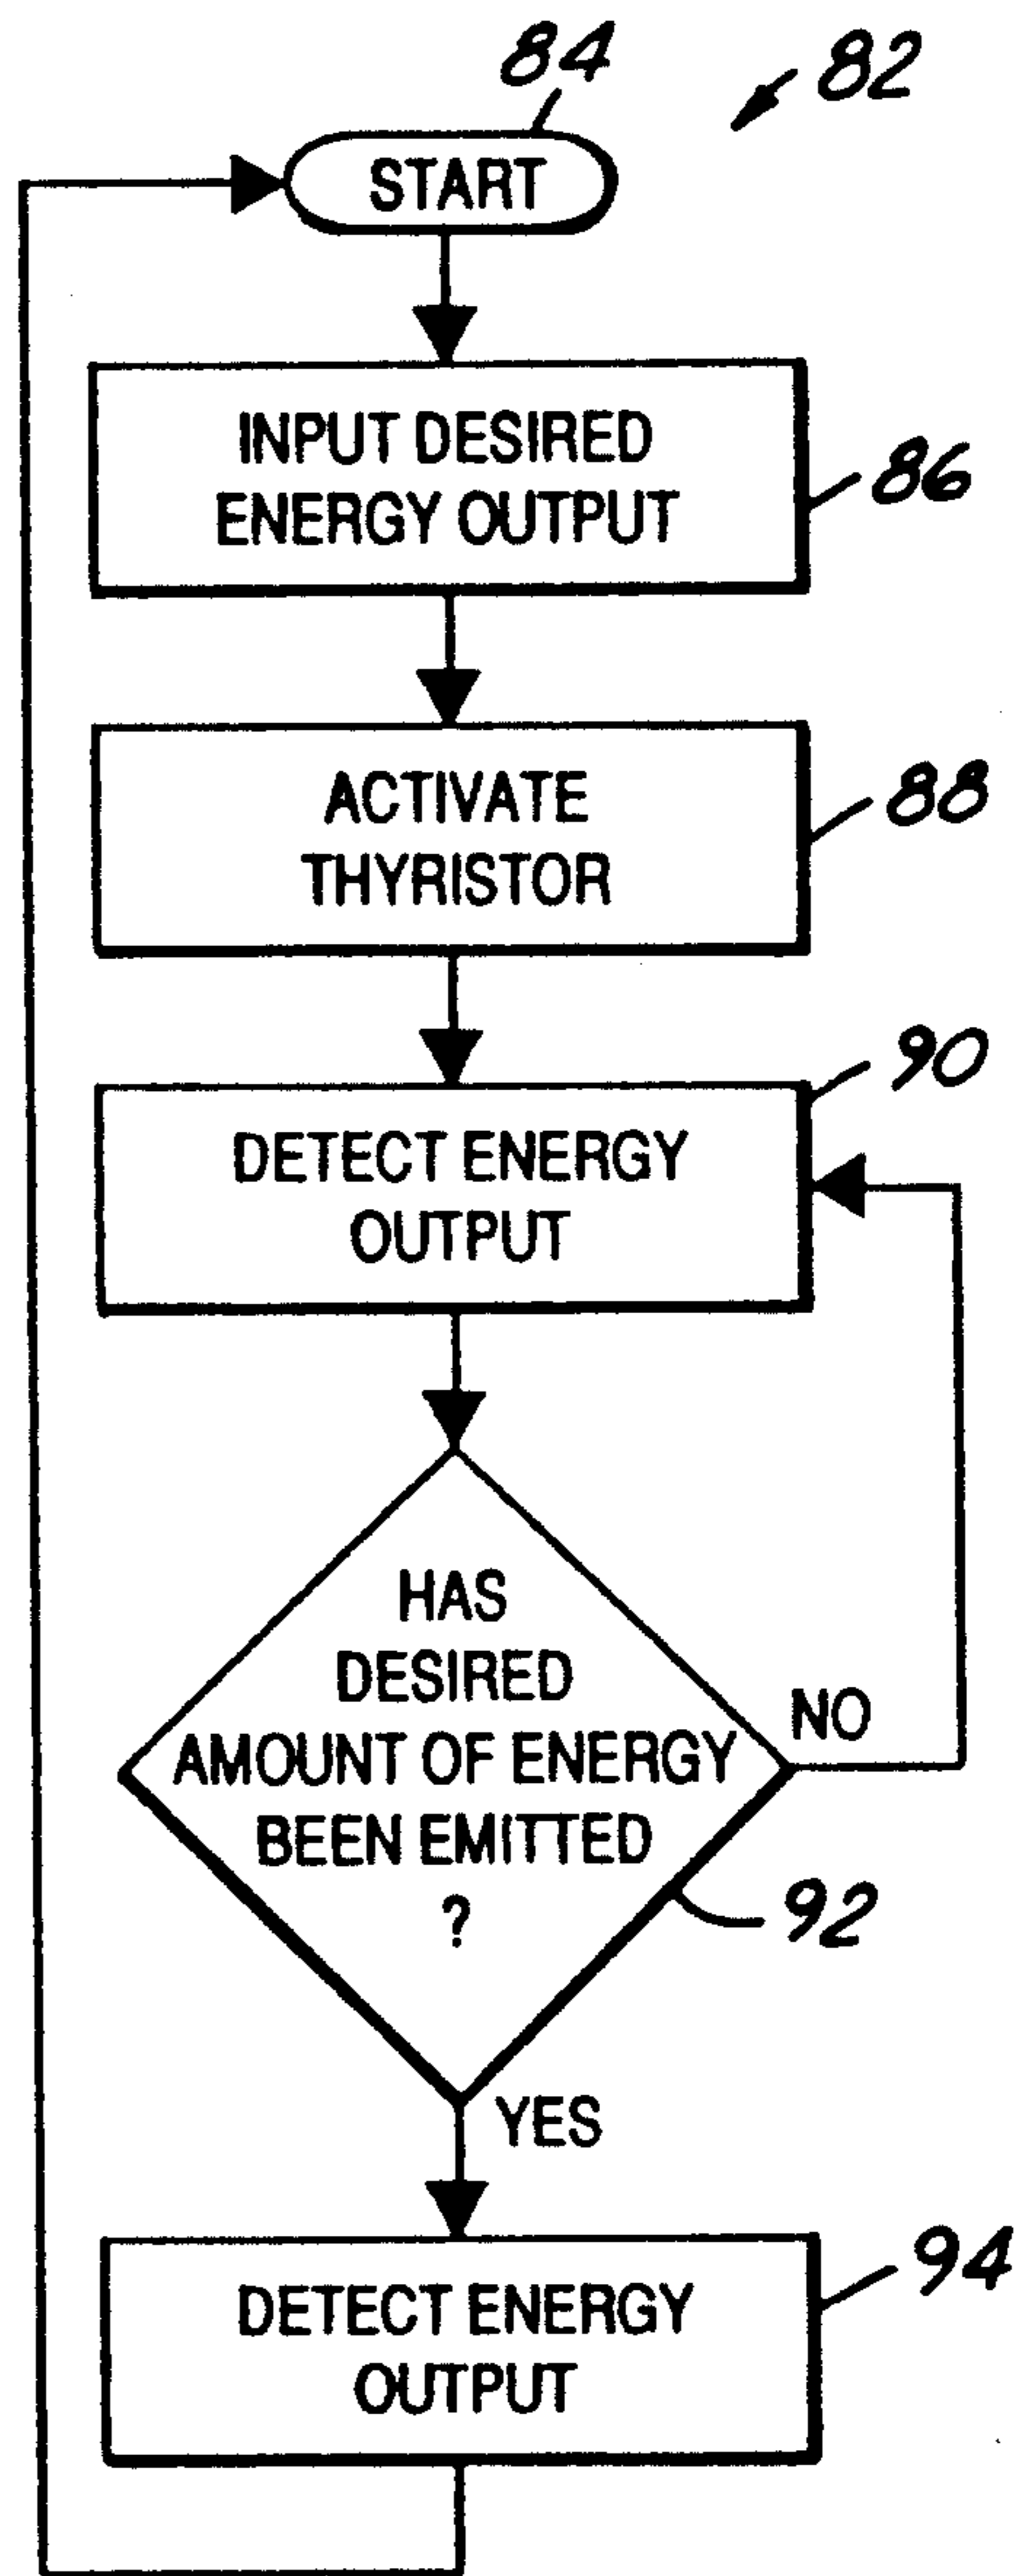 84
82
START
INPUT DESIRED
ENERGY OUTPUT
86
ACTIVATE
THYRISTOR
88
90
DETECT ENERGY
OUTPUT
HAS
DESIRED
AMOUNT OF ENERGY
BEEN EMITTED
?
NO
92
YES
DETECT ENERGY
OUTPUT
94